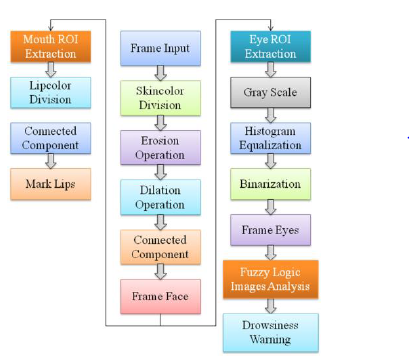 Mouth ROI
Extraction
Lipcolor
Division
Connected
Component
Mark Lips
Frame Input
Skincolor
Division
Erosion
Operation
Dilation
Operation
Connected
Component
Frame Face
Eye ROI
Extraction
Gray Scale
Histogram
Equalization
Binarization
Frame Eyes
Fuzzy Logic
Images Analysis
Drowsiness
Warning